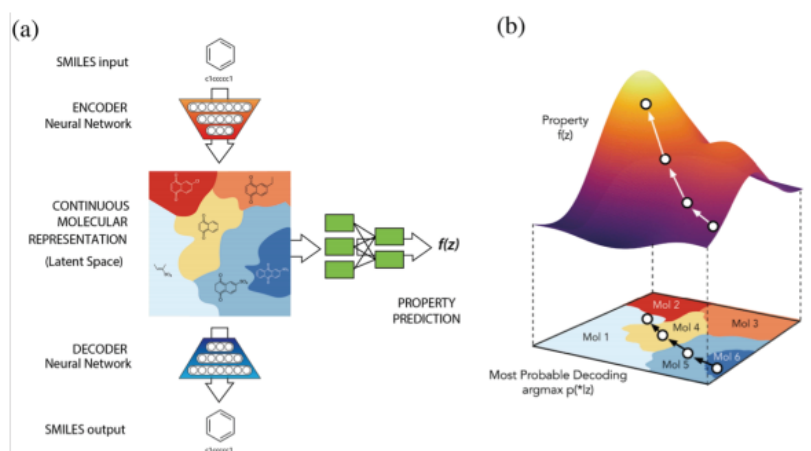 (a)
SMILES input
c1ccccc1
ENCODER
Neural Network
CONTINUOUS
MOLECULAR
REPRESENTATION
(Latent Space)
f(z)
PROPERTY
PREDICTION
DECODER
Neural Network
SMILES output
c1ccccc1
(b)
Property
f(z)
Mol 2
Mol 1
Mol 4
Mol 3
Mol 5
Mol 6
Most Probable Decoding
argmax p(*|z)